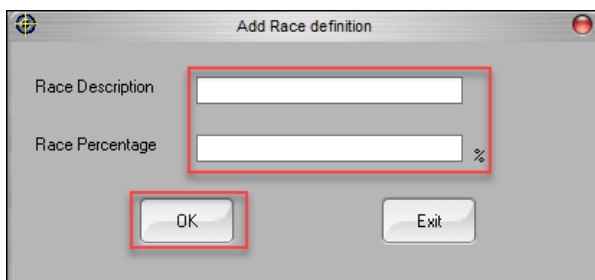 Add Race definition
Race Description
Race Percentage
%
OK
Exit